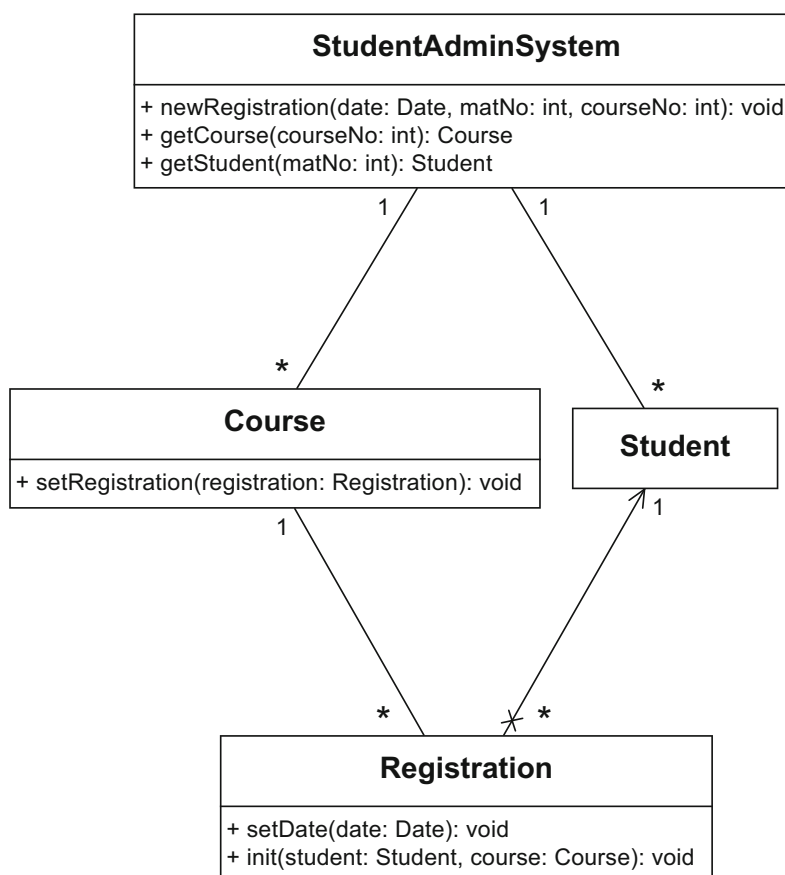 StudentAdminSystem
+ newRegistration(date: Date, matNo: int, courseNo: int): void
+ getCourse(courseNo: int): Course
+ getStudent(matNo: int): Student
1
1
*
*
Course
+ setRegistration(registration: Registration): void
Student
1
1
*
*
Registration
+ setDate(date: Date): void
+ init(student: Student, course: Course): void